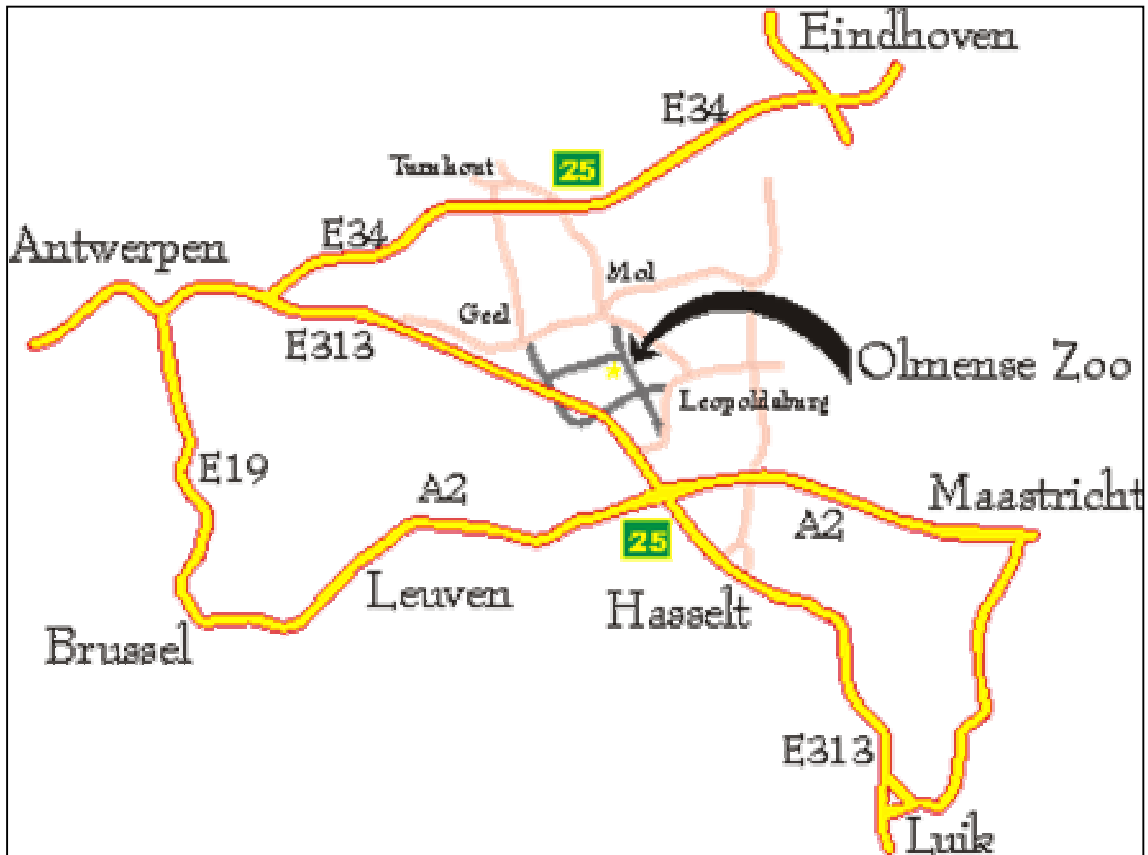 Eindhoven
E34
Turnhout
25
E34
Antwerpen
Mol
Geel
E313
Olmense Zoo
Leopoldsburg
E19
A2
Maastricht
A2
25
Leuven
Hasselt
Brussel
E313
Luik